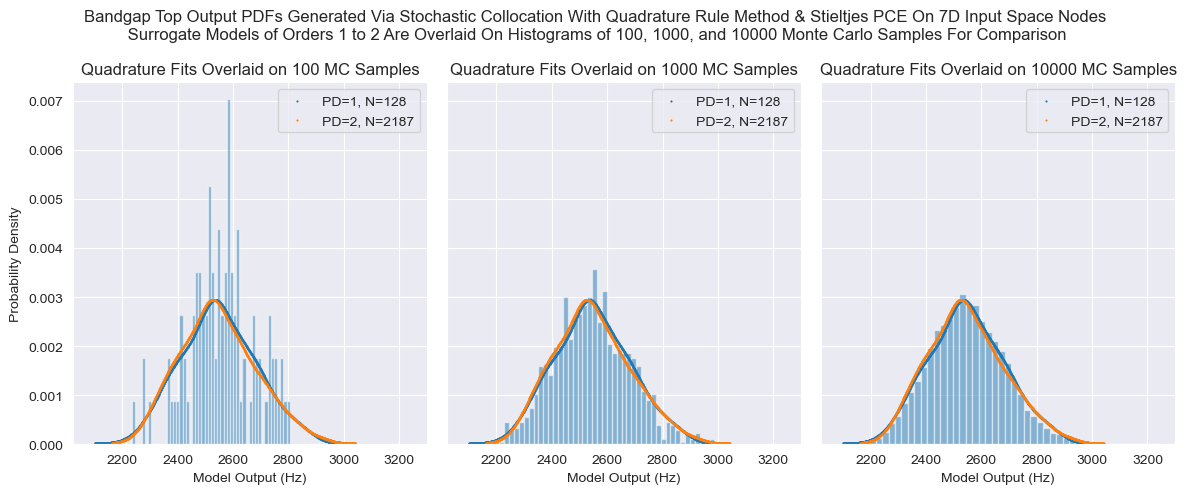 Bandgap Top Output PDFs Generated Via Stochastic Collocation With Quadrature Rule Method & Stieltjes PCE On 7D Input Space Nodes
Surrogate Models of Orders 1 to 2 Are Overlaid On Histograms of 100, 1000, and 10000 Monte Carlo Samples For Comparison
Quadrature Fits Overlaid on 100 MC Samples
Quadrature Fits Overlaid on 1000 MC Samples
Quadrature Fits Overlaid on 10000 MC Samples
PD=1, N=128
PD=2, N=2187
PD=1, N=128
PD=2, N=2187
PD=1, N=128
PD=2, N=2187
Probability Density
0.007
0.006
0.005
0.004
0.003
0.002
0.001
0.000
2200 2400 2600 2800 3000 3200
2200 2400 2600 2800 3000 3200
2200 2400 2600 2800 3000 3200
Model Output (Hz)
Model Output (Hz)
Model Output (Hz)